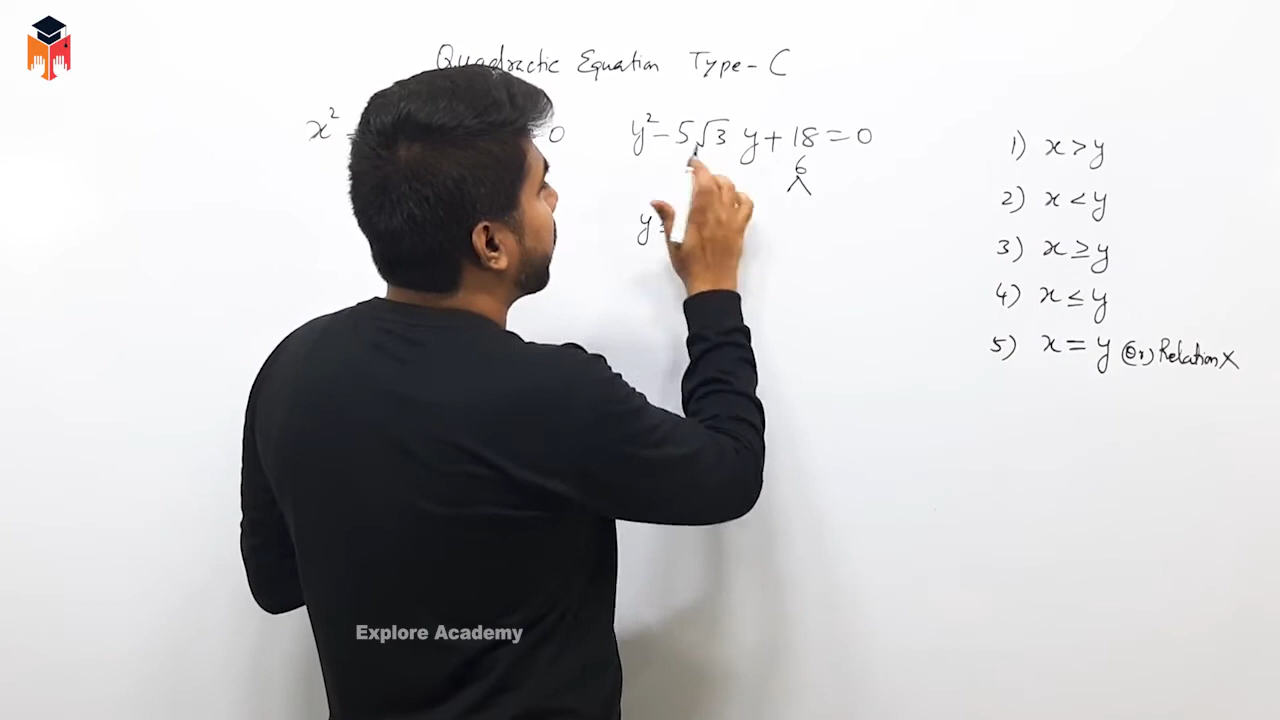 Quadractic Equation Type - C
x² - = 0
y² - 5√3 y + 18 = 0
6
y =
1) x > y
2) x < y
3) x ≥ y
4) x ≤ y
5) x = y (Or) Relation X
Explore Academy